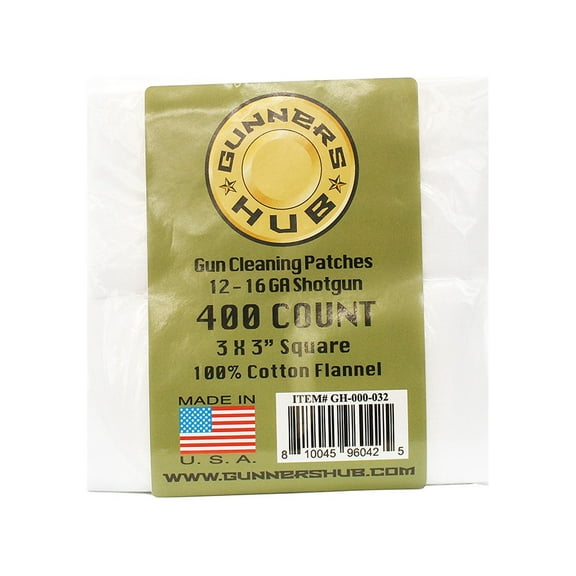 GUNNERS
HUB
Gun Cleaning Patches
12 - 16 GA Shotgun
400 COUNT
3 X 3" Square
100% Cotton Flannel
MADE IN
U. S. A.
ITEM# GH-000-032
8 10045 96042 5
WWW.GUNNERSHUB.COM